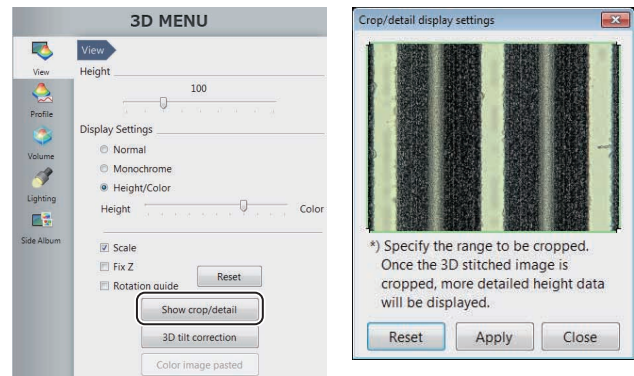 3D MENU
View
View
Height
100
Profile
Display Settings
Normal
Volume
Monochrome
Height/Color
Lighting
Height
Color
Side Album
Scale
Fix Z
Reset
Rotation guide
Show crop/detail
3D tilt correction
Color image pasted
Crop/detail display settings
*) Specify the range to be cropped.
Once the 3D stitched image is
cropped, more detailed height data
will be displayed.
Reset Apply Close